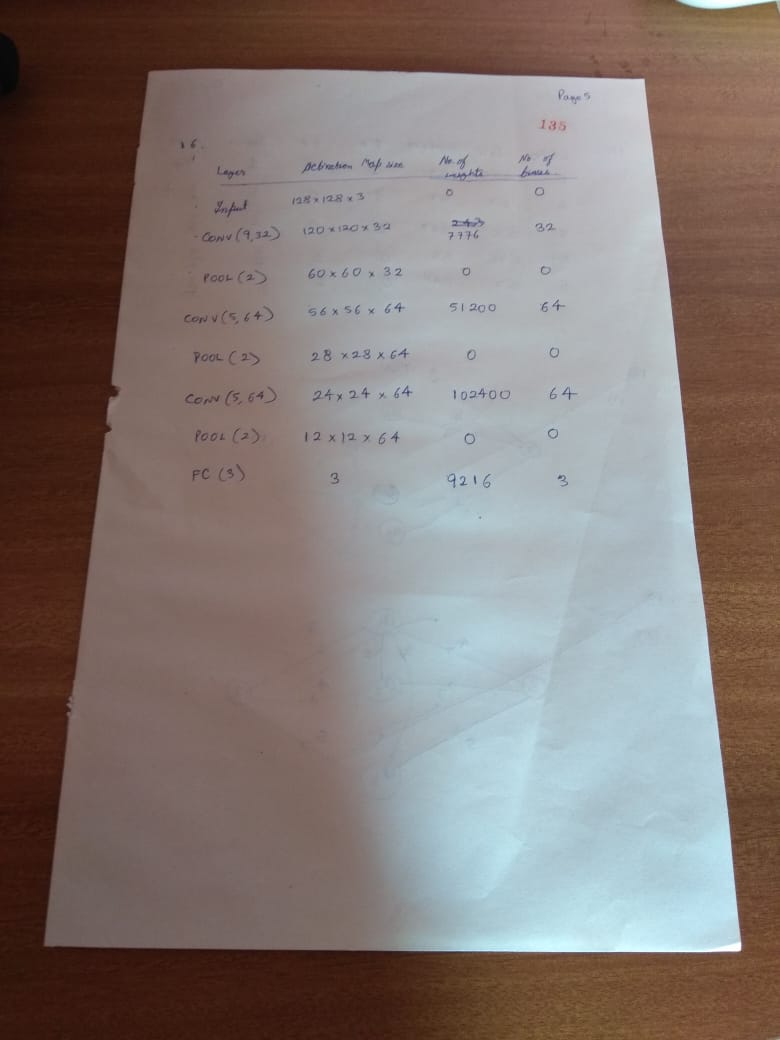 Page 5
135
16.
Layer Activation Map size No. of weights No. of biases
Input 128 x 128 x 3 0 0
CONV (9,32) 120 x 120 x 32 243 7776 32
POOL (2) 60 x 60 x 32 0 0
CONV (5,64) 56 x 56 x 64 51200 64
POOL (2) 28 x 28 x 64 0 0
CONV (5,64) 24 x 24 x 64 102400 64
POOL (2) 12 x 12 x 64 0 0
FC (3) 3 9216 3